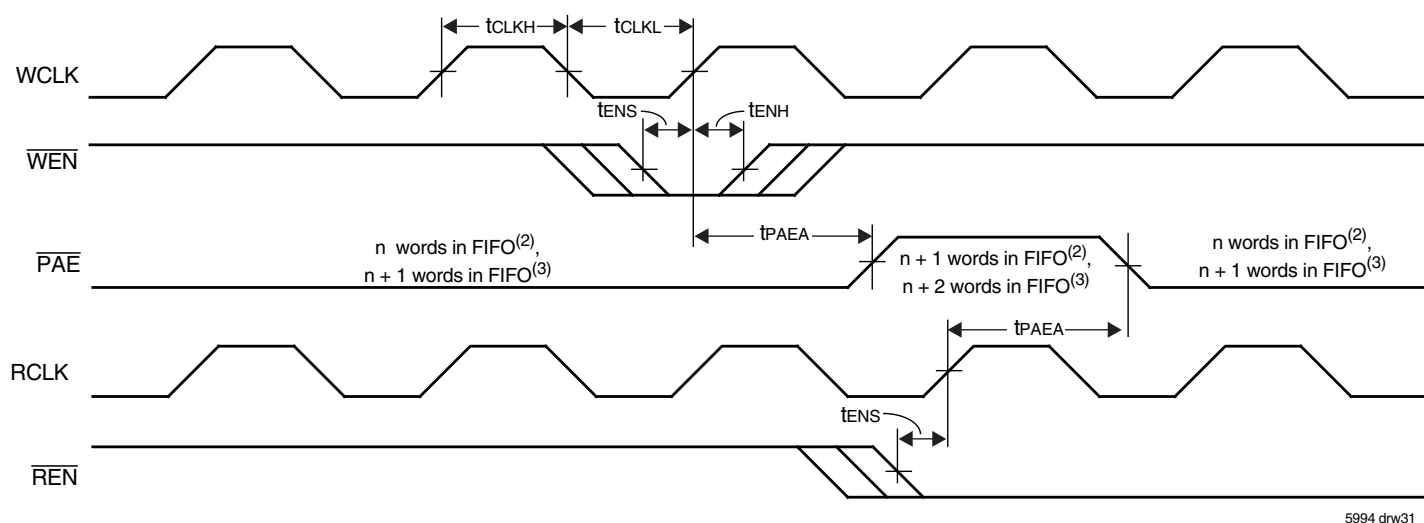 tCLKH
tCLKL
WCLK
tENS
tENH
WEN
tPAEA
PAE
n words in FIFO(2),
n + 1 words in FIFO(3)
n + 1 words in FIFO(2),
n + 2 words in FIFO(3)
n words in FIFO(2),
n + 1 words in FIFO(3)
tPAEA
RCLK
tENS
REN
5994 drw31